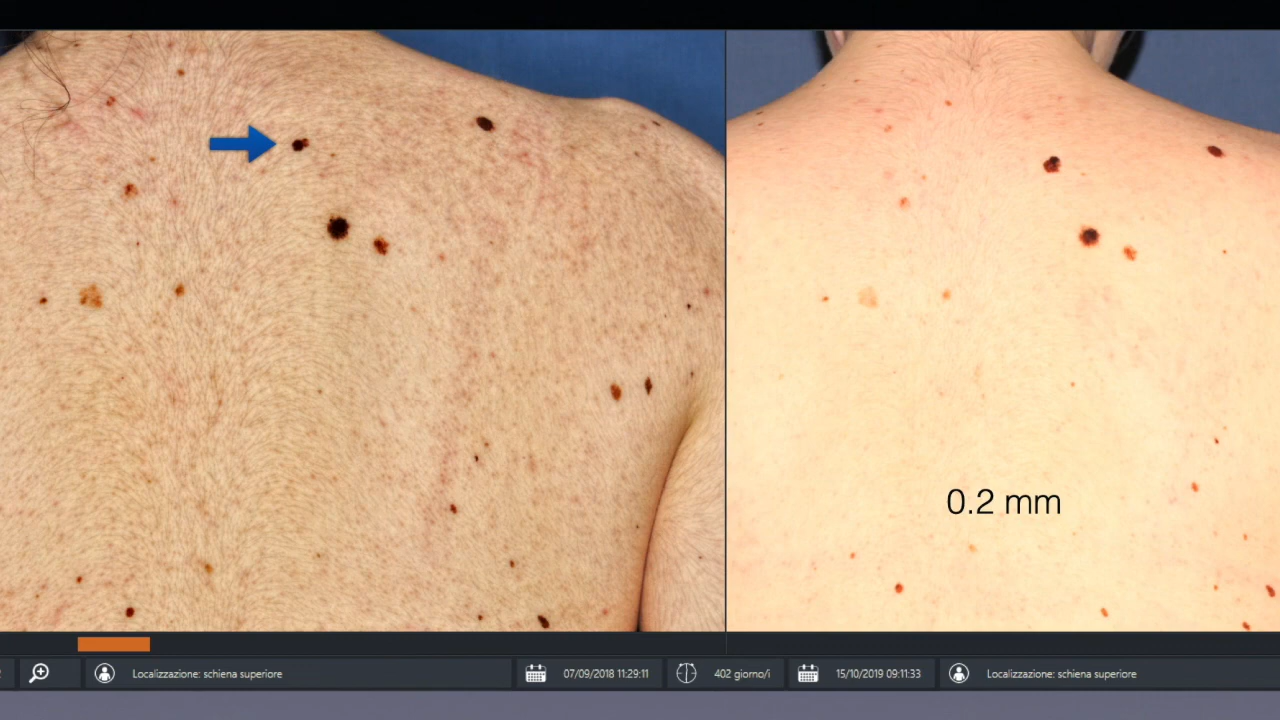 0.2 mm
Localizzazione: schiena superiore
07/09/2018 11:29:11
402 giorno/i
15/10/2019 09:11:33
Localizzazione: schiena superiore